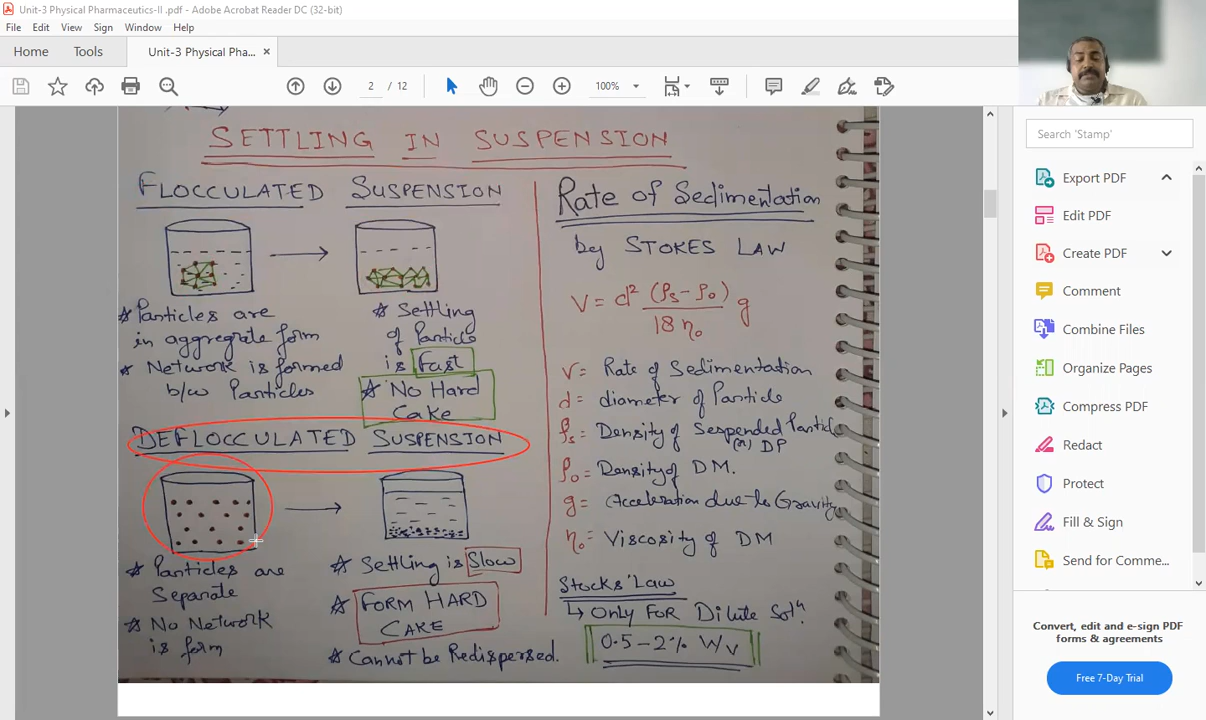 Unit-3 Physical Pharmaceutics-II .pdf - Adobe Acrobat Reader DC (32-bit)
File Edit View Sign Window Help
Home Tools Unit-3 Physical Pha... ×
2 / 12 100%
SETTLING IN SUSPENSION
FLOCCULATED SUSPENSION
* Particles are
in aggregate form
* Network is formed
b/w Particles
* Settling
of Particle
is Fast
* No Hard
Cake
DEFLOCCULATED SUSPENSION
* Particles are
Separate
* No Network
is form
* Settling is Slow
* FORM HARD
CAKE
* Cannot be Redispersed.
Rate of Sedimentation
by STOKES LAW
V = d² (ρs - ρo) g
18 ηo
V = Rate of Sedimentation
d = diameter of Particle
ρs = Density of Suspended Particle
(or) DP
ρo = Density of DM.
g = Acceleration due to Gravity
ηo = Viscosity of DM
Stocks' Law
↳ Only FOR Dilute Solⁿ.
0.5 – 2 % W/V
Search 'Stamp'
Export PDF
Edit PDF
Create PDF
Comment
Combine Files
Organize Pages
Compress PDF
Redact
Protect
Fill & Sign
Send for Comme...
Convert, edit and e-sign PDF
forms & agreements
Free 7-Day Trial